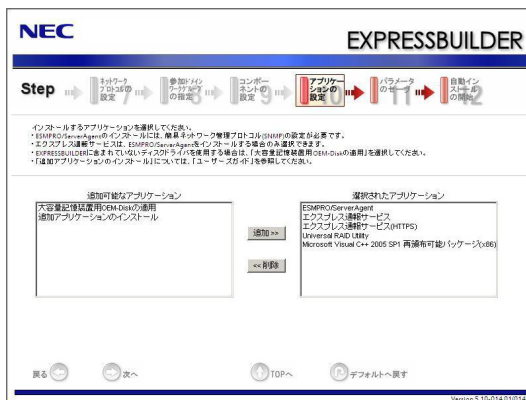 NEC
EXPRESSBUILDER
Step
ネットワーク
プロトコルの
設定 7
参加ドメイン
ワークグループ
の指定 8
コンポー
ネントの
設定 9
アプリケー
ションの
設定 10
パラメータ
のセーブ 11
自動イン
ストール
の開始 12
インストールするアプリケーションを選択してください。
・ESMPRO/ServerAgentのインストールには、簡易ネットワーク管理プロトコル(SNMP)の設定が必要です。
・エクスプレス通報サービスは、ESMPRO/ServerAgentをインストールする場合のみ選択できます。
・EXPRESSBUILDERに含まれていないディスクドライバを使用する場合は、「大容量記憶装置用OEM-Diskの適用」を選択してください。
・「追加アプリケーションのインストール」については、「ユーザーズガイド」を参照してください。
追加可能なアプリケーション
大容量記憶装置用OEM-Diskの適用
追加アプリケーションのインストール
追加 >>
<< 削除
選択されたアプリケーション
ESMPRO/ServerAgent
エクスプレス通報サービス
エクスプレス通報サービス(HTTPS)
Universal RAID Utility
Microsoft Visual C++ 2005 SP1 再頒布可能パッケージ(x86)
戻る
次へ
TOPへ
デフォルトへ戻す
Version 5.10-014.01(014